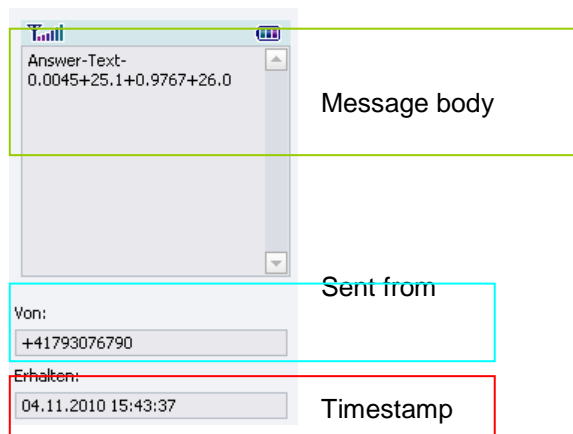 Answer-Text-
0.0045+25.1+0.9767+26.0
Message body
Sent from
Von:
+41793076790
Erhalten:
04.11.2010 15:43:37
Timestamp